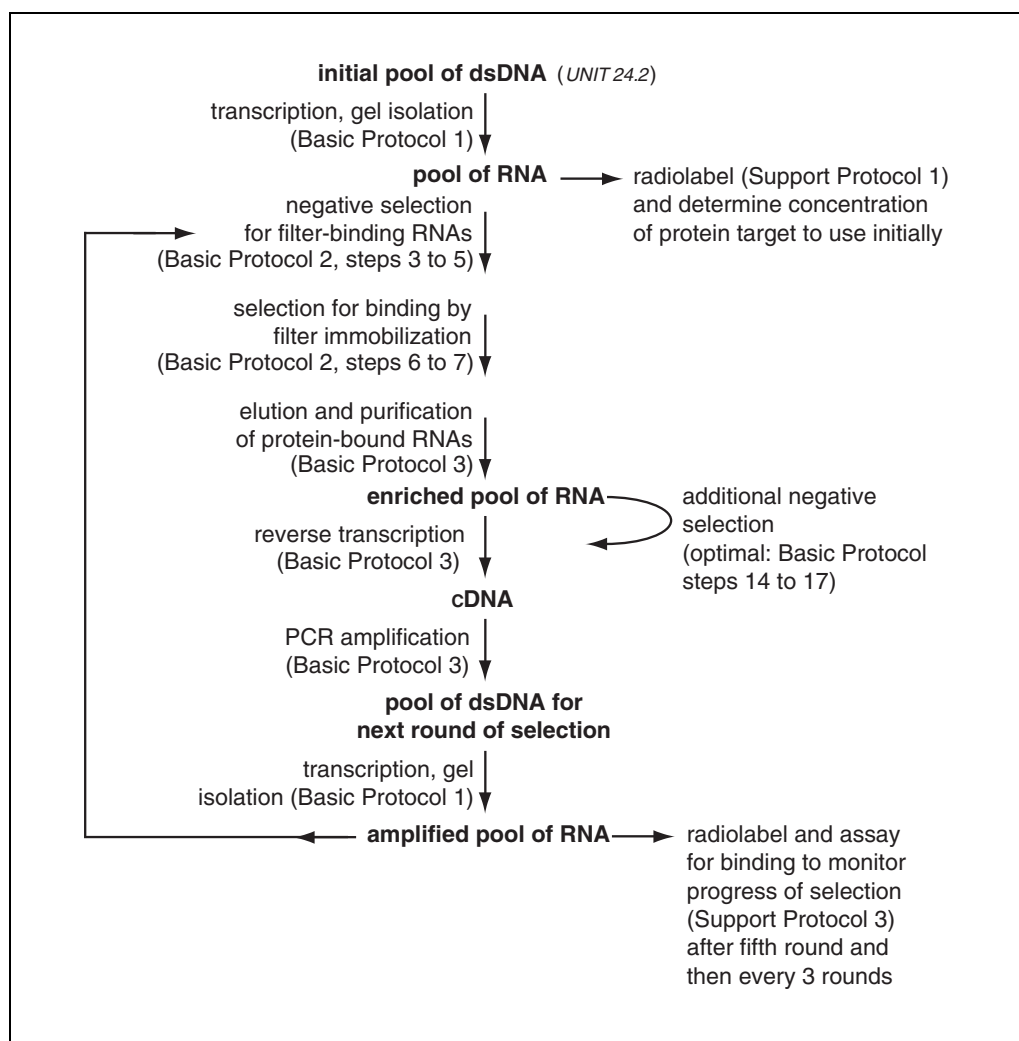 initial pool of dsDNA (UNIT 24.2)
transcription, gel isolation
(Basic Protocol 1)
pool of RNA
radiolabel (Support Protocol 1)
and determine concentration
of protein target to use initially
negative selection
for filter-binding RNAs
(Basic Protocol 2, steps 3 to 5)
selection for binding by
filter immobilization
(Basic Protocol 2, steps 6 to 7)
elution and purification
of protein-bound RNAs
(Basic Protocol 3)
enriched pool of RNA
additional negative
selection
(optimal: Basic Protocol
steps 14 to 17)
reverse transcription
(Basic Protocol 3)
cDNA
PCR amplification
(Basic Protocol 3)
pool of dsDNA for
next round of selection
transcription, gel
isolation (Basic Protocol 1)
amplified pool of RNA
radiolabel and assay
for binding to monitor
progress of selection
(Support Protocol 3)
after fifth round and
then every 3 rounds